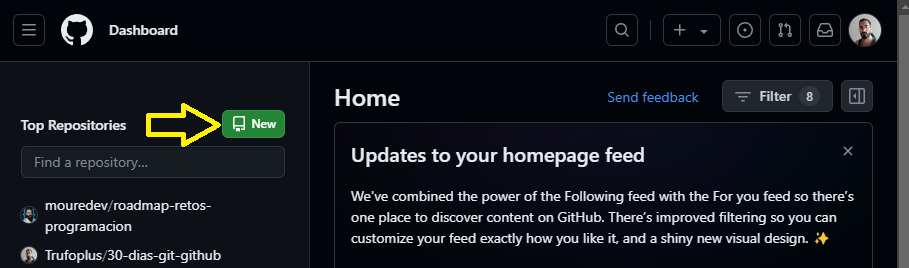 Dashboard
Top Repositories
New
Find a repository...
mouredev/roadmap-retos-
programacion
Trufoplus/30-dias-git-github
Home
Send feedback
Filter 8
Updates to your homepage feed
We've combined the power of the Following feed with the For you feed so there's
one place to discover content on GitHub. There's improved filtering so you can
customize your feed exactly how you like it, and a shiny new visual design. ✨